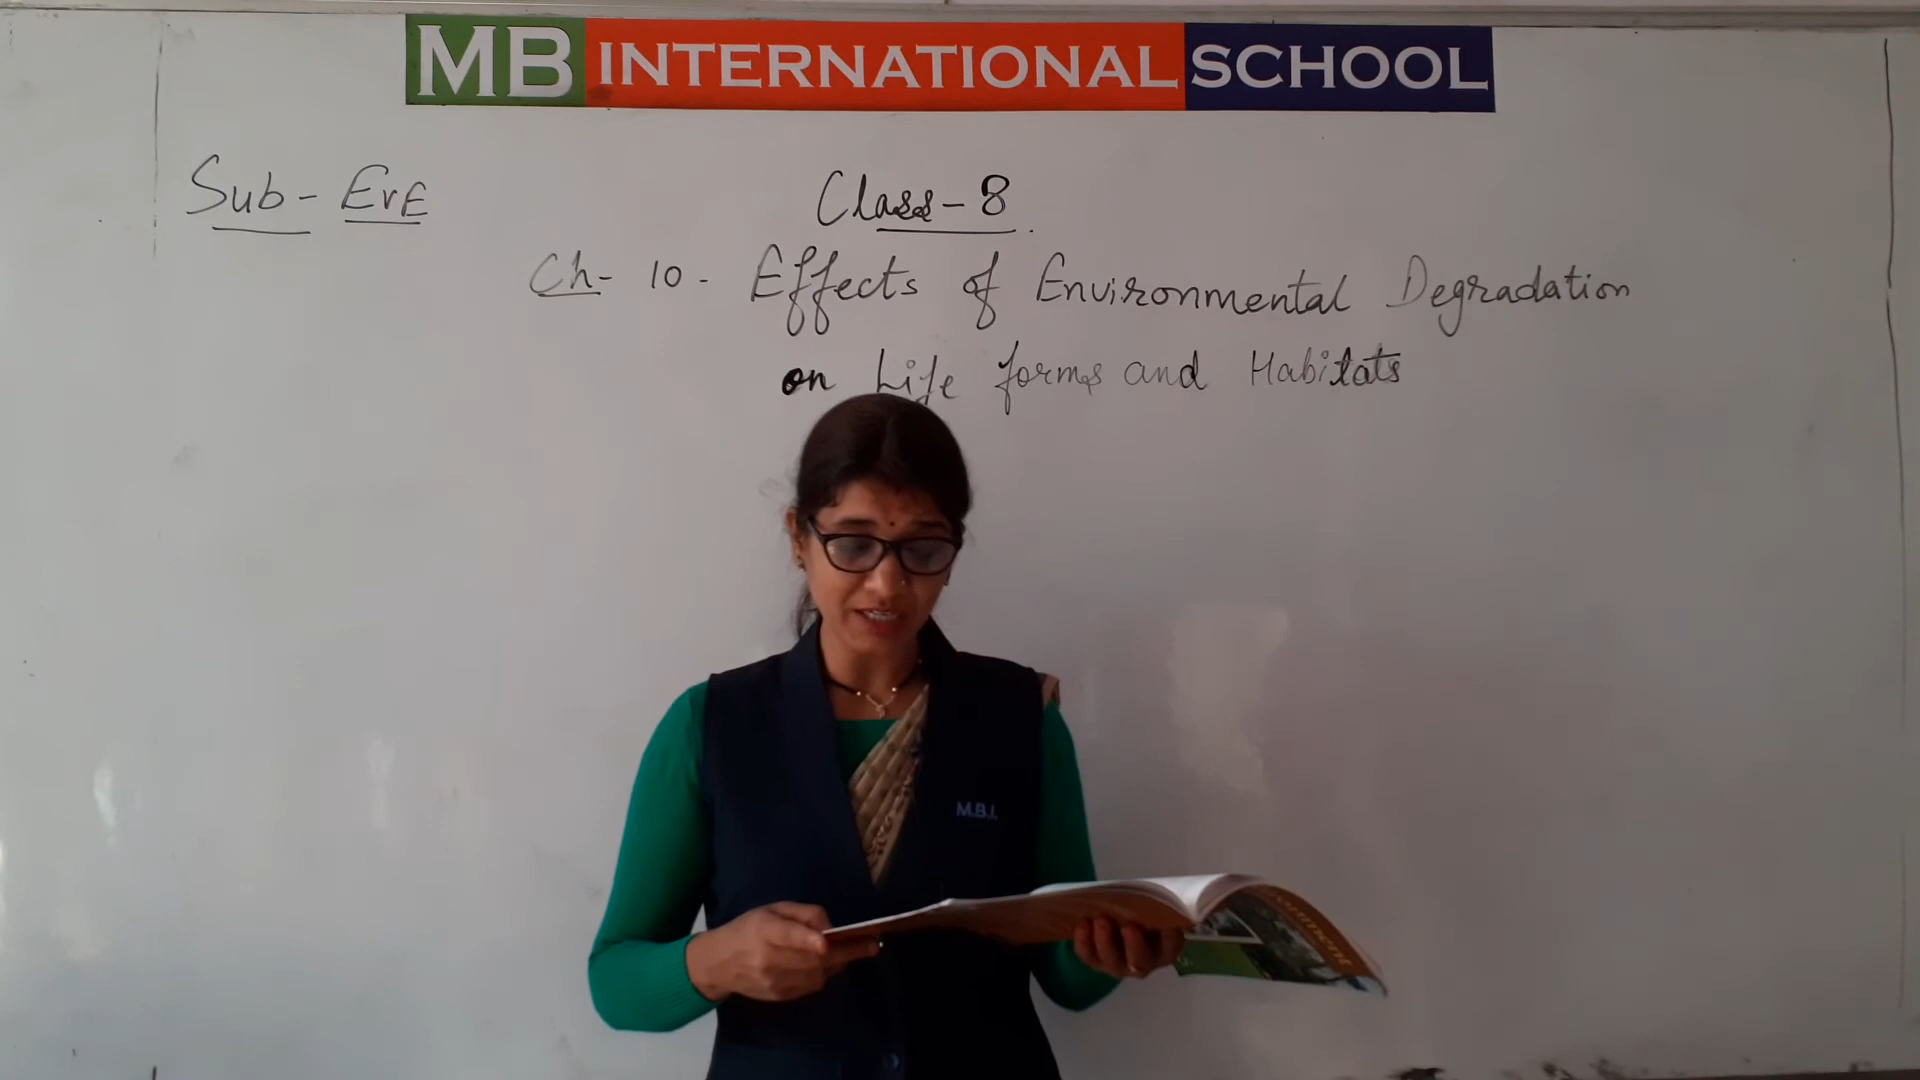 MB INTERNATIONAL SCHOOL
Sub- EvE
Class-8
Ch- 10 - Effects of Environmental Degradation
on Life forms and Habitats
M.B.I.